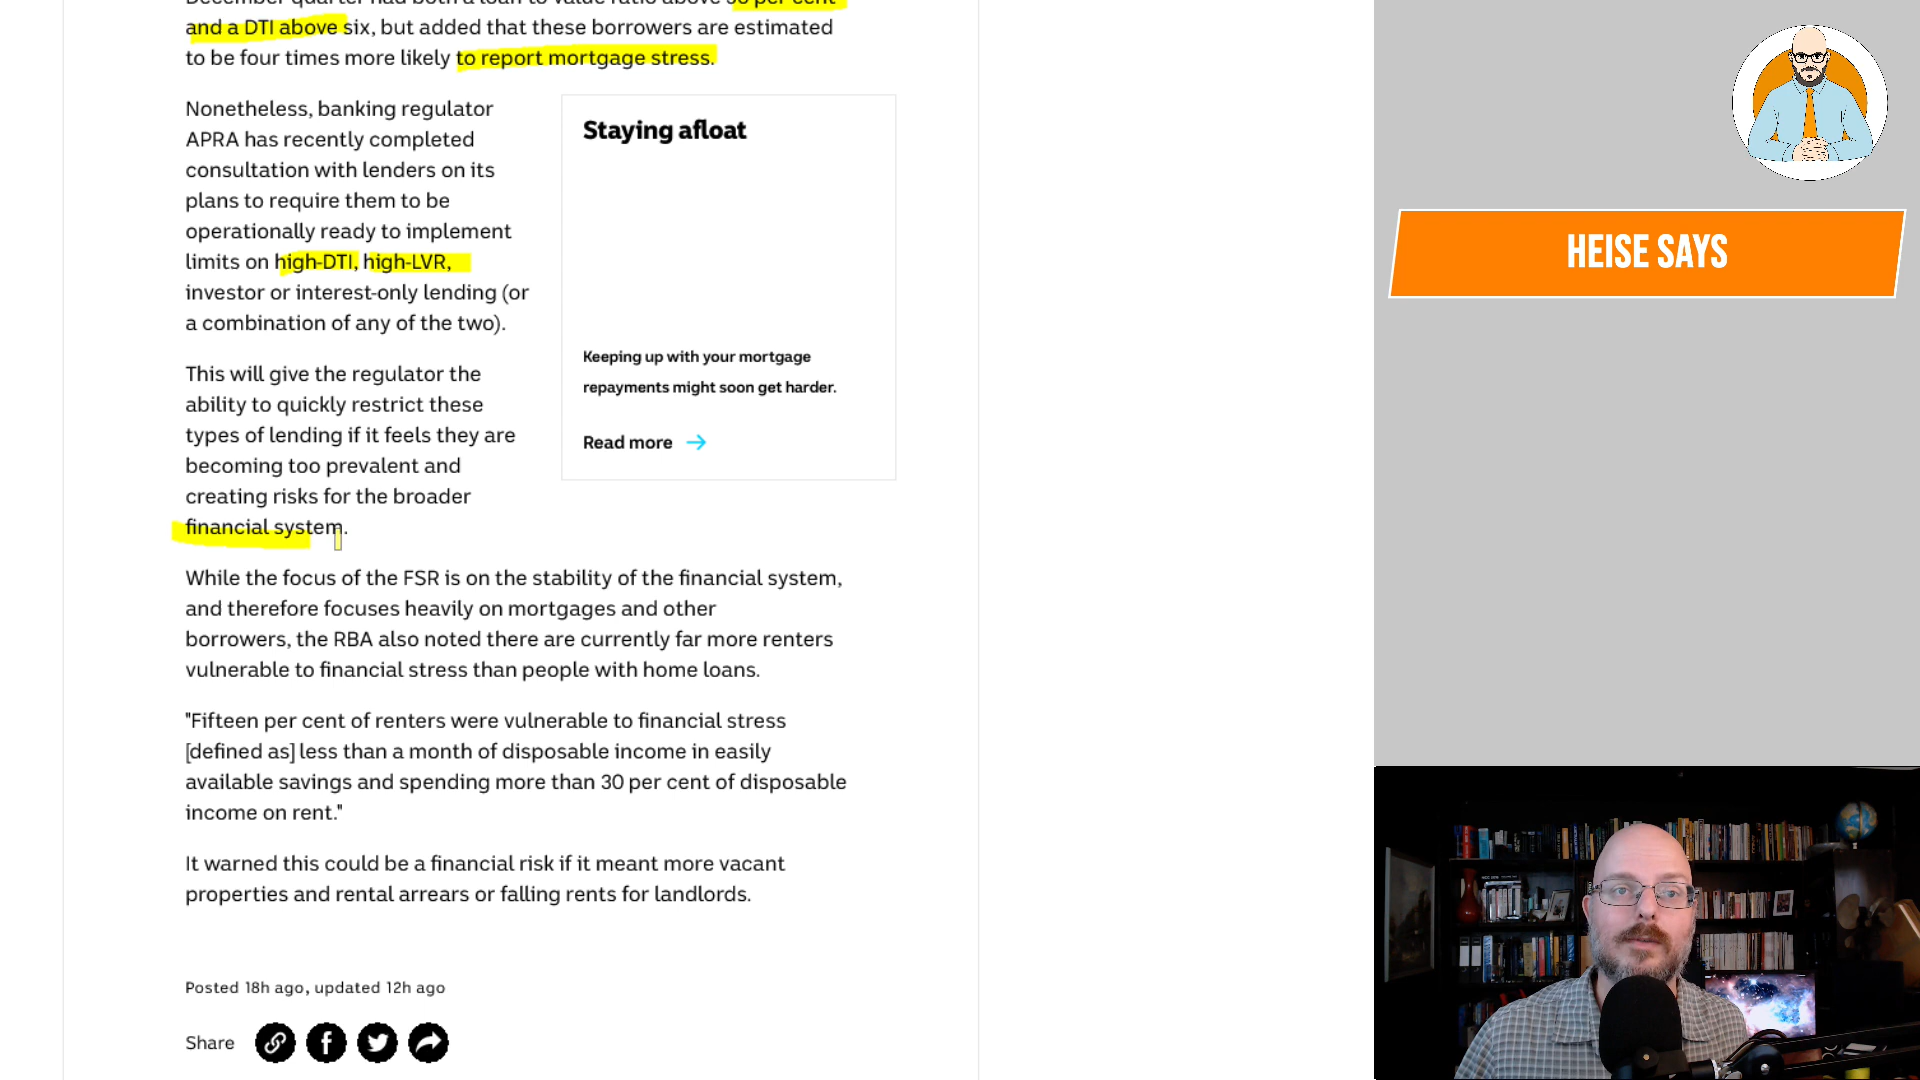 December quarter had both a loan to value ratio above
and a DTI above six, but added that these borrowers are estimated
to be four times more likely to report mortgage stress.
Nonetheless, banking regulator
APRA has recently completed
consultation with lenders on its
plans to require them to be
operationally ready to implement
limits on high-DTI, high-LVR,
investor or interest-only lending (or
a combination of any of the two).
This will give the regulator the
ability to quickly restrict these
types of lending if it feels they are
becoming too prevalent and
creating risks for the broader
financial system.
Staying afloat
Keeping up with your mortgage
repayments might soon get harder.
Read more
While the focus of the FSR is on the stability of the financial system,
and therefore focuses heavily on mortgages and other
borrowers, the RBA also noted there are currently far more renters
vulnerable to financial stress than people with home loans.
"Fifteen per cent of renters were vulnerable to financial stress
[defined as] less than a month of disposable income in easily
available savings and spending more than 30 per cent of disposable
income on rent."
It warned this could be a financial risk if it meant more vacant
properties and rental arrears or falling rents for landlords.
Posted 18h ago, updated 12h ago
Share
HEISE SAYS